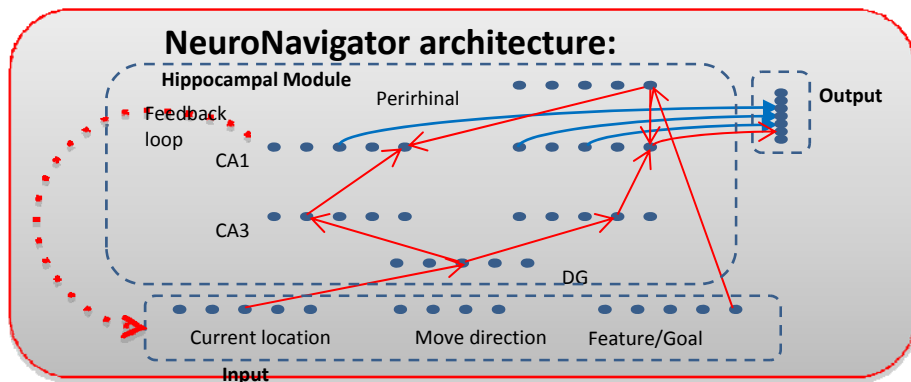 NeuroNavigator architecture:
Hippocampal Module
Perirhinal
Output
Feedback
loop
CA1
CA3
DG
Current location
Move direction
Feature/Goal
Input